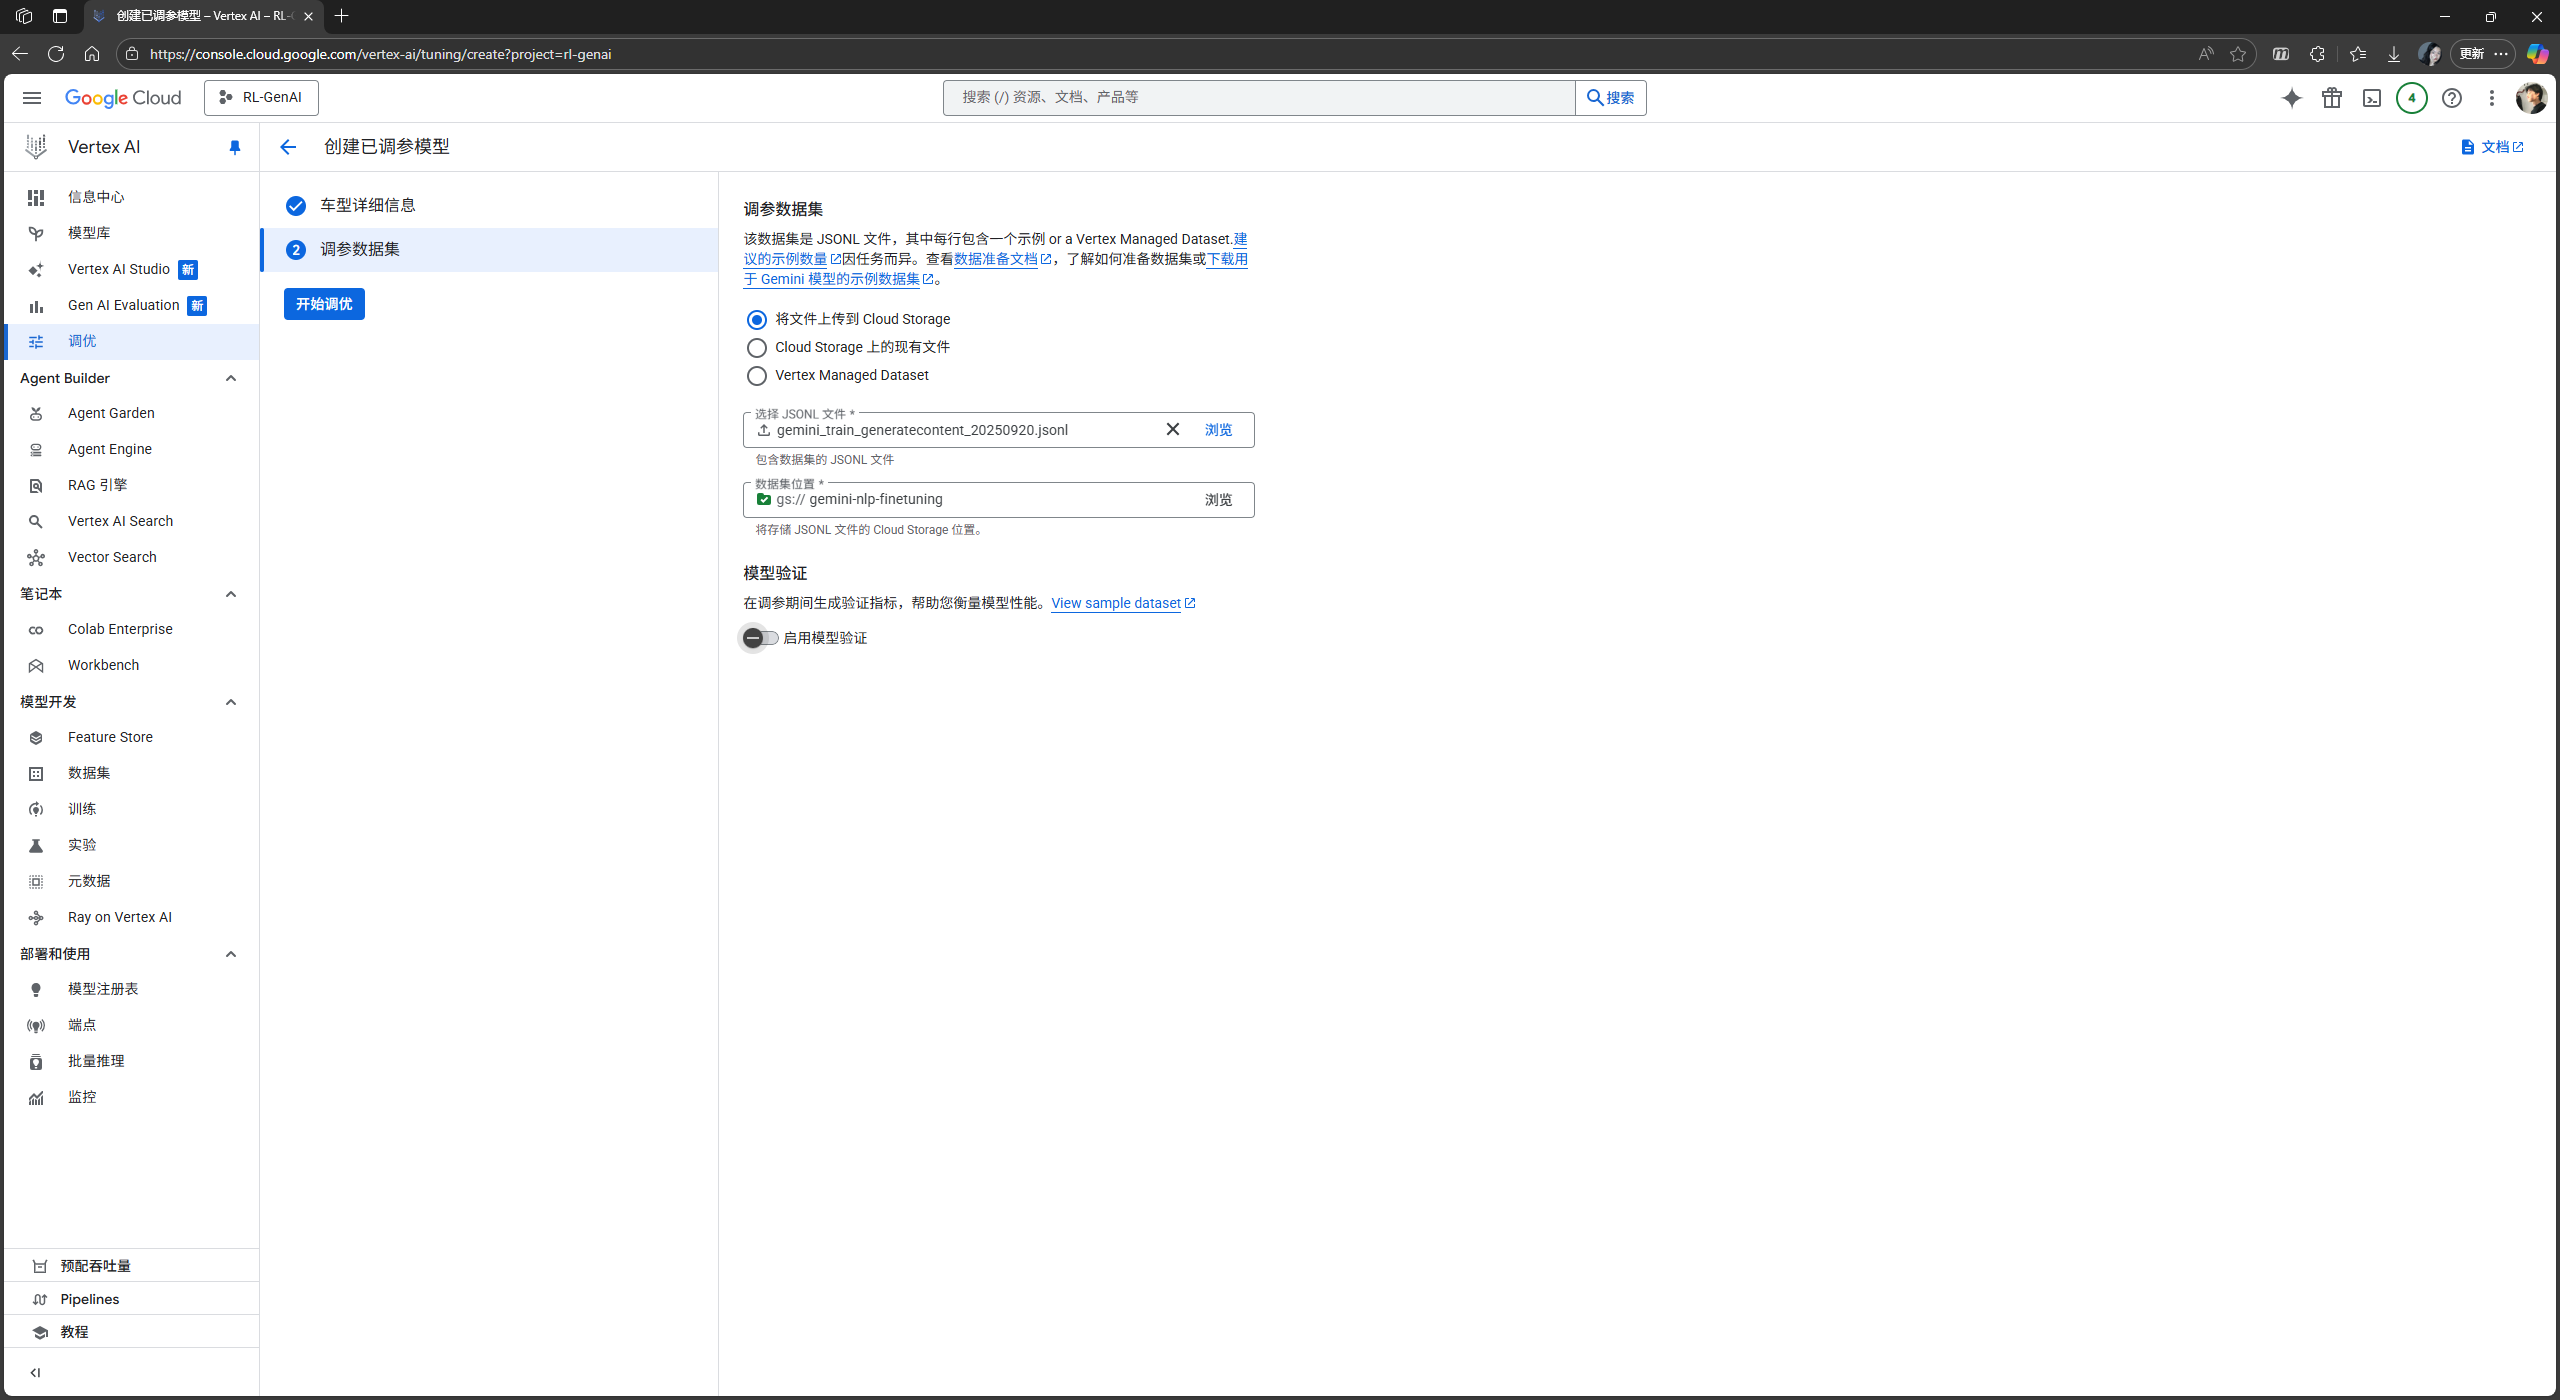 创建已调参模型 – Vertex AI – RL-
https://console.cloud.google.com/vertex-ai/tuning/create?project=rl-genai
更新
Google Cloud
RL-GenAI
搜索 (/) 资源、文档、产品等
搜索
4
Vertex AI
创建已调参模型
文档
信息中心
模型库
Vertex AI Studio 新
Gen AI Evaluation 新
调优
Agent Builder
Agent Garden
Agent Engine
RAG 引擎
Vertex AI Search
Vector Search
笔记本
Colab Enterprise
Workbench
模型开发
Feature Store
数据集
训练
实验
元数据
Ray on Vertex AI
部署和使用
模型注册表
端点
批量推理
监控
预配吞吐量
Pipelines
教程
车型详细信息
2 调参数据集
开始调优
调参数据集
该数据集是 JSONL 文件，其中每行包含一个示例 or a Vertex Managed Dataset.建
议的示例数量因任务而异。查看数据准备文档，了解如何准备数据集或下载用
于 Gemini 模型的示例数据集。
将文件上传到 Cloud Storage
Cloud Storage 上的现有文件
Vertex Managed Dataset
选择 JSONL 文件 *
gemini_train_generatecontent_20250920.jsonl
浏览
包含数据集的 JSONL 文件
数据集位置 *
gs:// gemini-nlp-finetuning
浏览
将存储 JSONL 文件的 Cloud Storage 位置。
模型验证
在调参期间生成验证指标，帮助您衡量模型性能。View sample dataset
启用模型验证